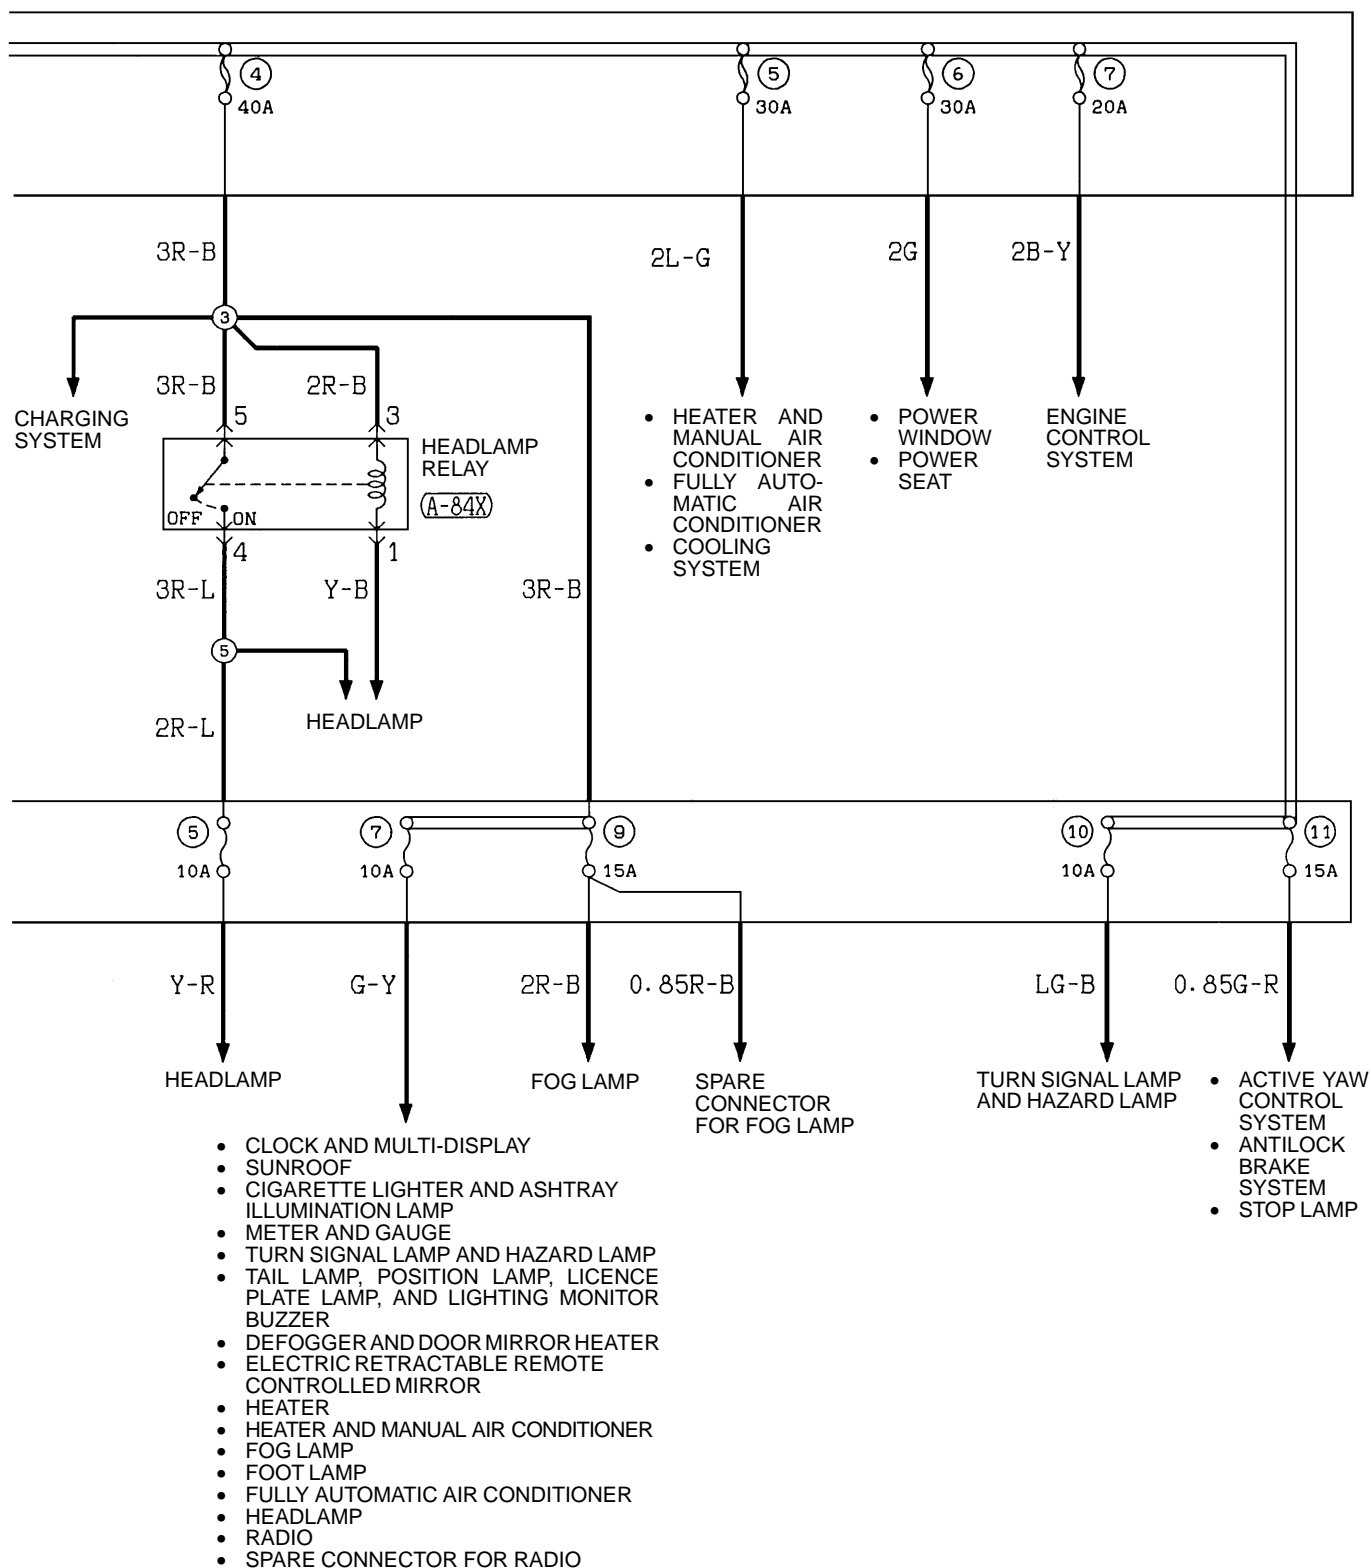 4
5
6
7
40A
30A
30A
20A
3R-B
2L-G
2G
2B-Y
3
3R-B
2R-B
CHARGING
SYSTEM
5
3
HEADLAMP
RELAY
A-84X
OFF
ON
4
1
• HEATER AND
MANUAL AIR
CONDITIONER
• FULLY AUTO-
MATIC AIR
CONDITIONER
• COOLING
SYSTEM
• POWER
WINDOW
• POWER
SEAT
ENGINE
CONTROL
SYSTEM
3R-L
Y-B
3R-B
5
2R-L
HEADLAMP
5
7
9
10
11
10A
10A
15A
10A
15A
Y-R
G-Y
2R-B
0.85R-B
LG-B
0.85G-R
HEADLAMP
FOG LAMP
SPARE
CONNECTOR
FOR FOG LAMP
TURN SIGNAL LAMP
AND HAZARD LAMP
• ACTIVE YAW
CONTROL
SYSTEM
• ANTILOCK
BRAKE
SYSTEM
• STOP LAMP
• CLOCK AND MULTI-DISPLAY
• SUNROOF
• CIGARETTE LIGHTER AND ASHTRAY
ILLUMINATION LAMP
• METER AND GAUGE
• TURN SIGNAL LAMP AND HAZARD LAMP
• TAIL LAMP, POSITION LAMP, LICENCE
PLATE LAMP, AND LIGHTING MONITOR
BUZZER
• DEFOGGER AND DOOR MIRROR HEATER
• ELECTRIC RETRACTABLE REMOTE
CONTROLLED MIRROR
• HEATER
• HEATER AND MANUAL AIR CONDITIONER
• FOG LAMP
• FOOT LAMP
• FULLY AUTOMATIC AIR CONDITIONER
• HEADLAMP
• RADIO
• SPARE CONNECTOR FOR RADIO